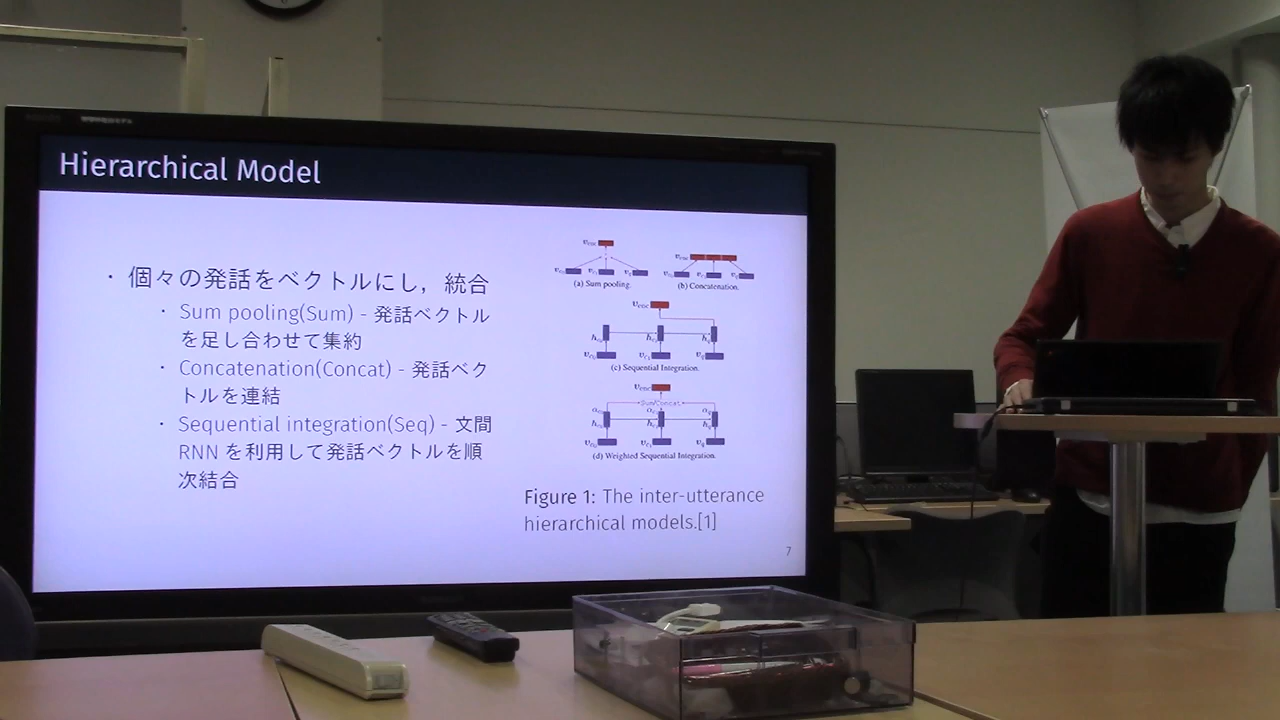 Hierarchical Model
・ 個々の発話をベクトルにし，統合
・ Sum pooling(Sum) - 発話ベクトル
を足し合わせて集約
・ Concatenation(Concat) - 発話ベク
トルを連結
・ Sequential integration(Seq) - 文間
RNN を利用して発話ベクトルを順
次結合
(a) Sum pooling.
(b) Concatenation.
(c) Sequential Integration.
Sum/Concat.
(d) Weighted Sequential Integration.
Figure 1: The inter-utterance
hierarchical models.[1]
7